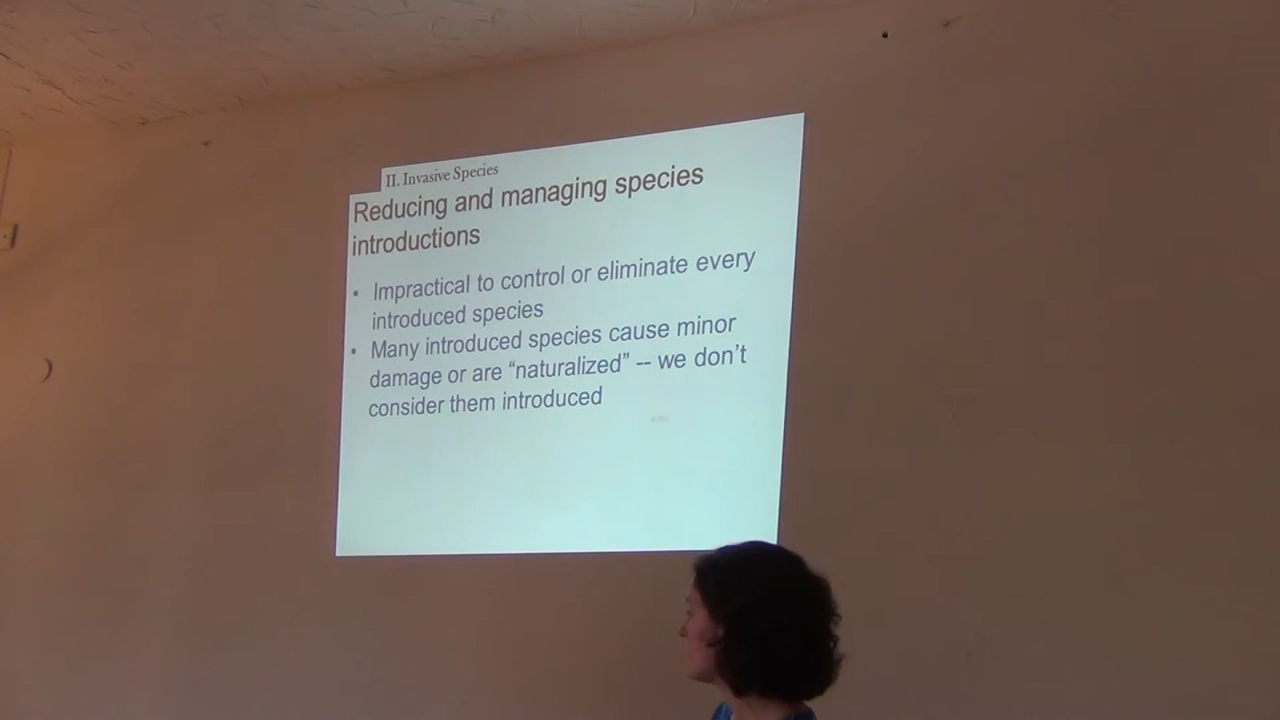 II. Invasive Species
Reducing and managing species
introductions
• Impractical to control or eliminate every
introduced species
• Many introduced species cause minor
damage or are “naturalized” -- we don’t
consider them introduced